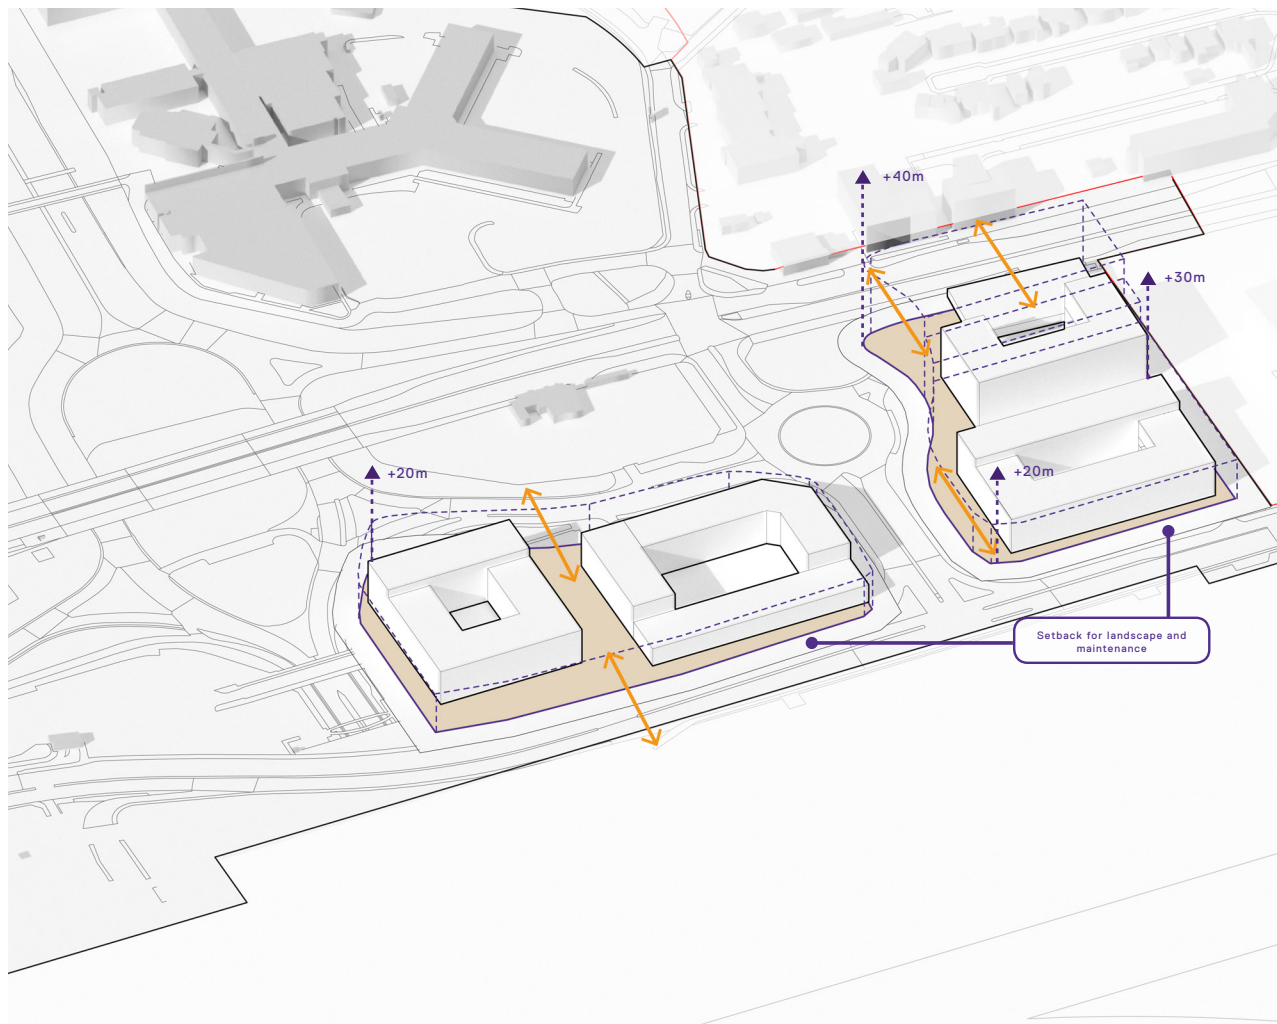 +40m
+30m
+20m
+20m
Setback for landscape and
maintenance